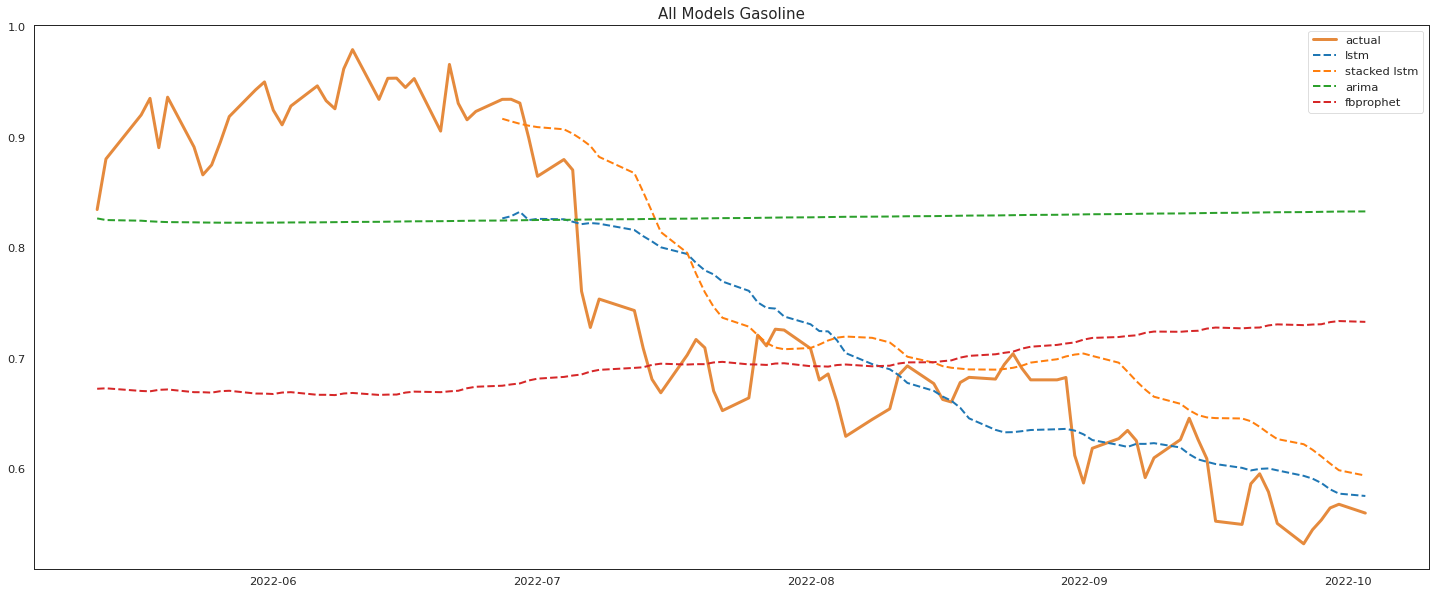 All Models Gasoline
1.0
0.9
0.8
0.7
0.6
actual
lstm
stacked lstm
arima
fbprophet
2022-06
2022-07
2022-08
2022-09
2022-10